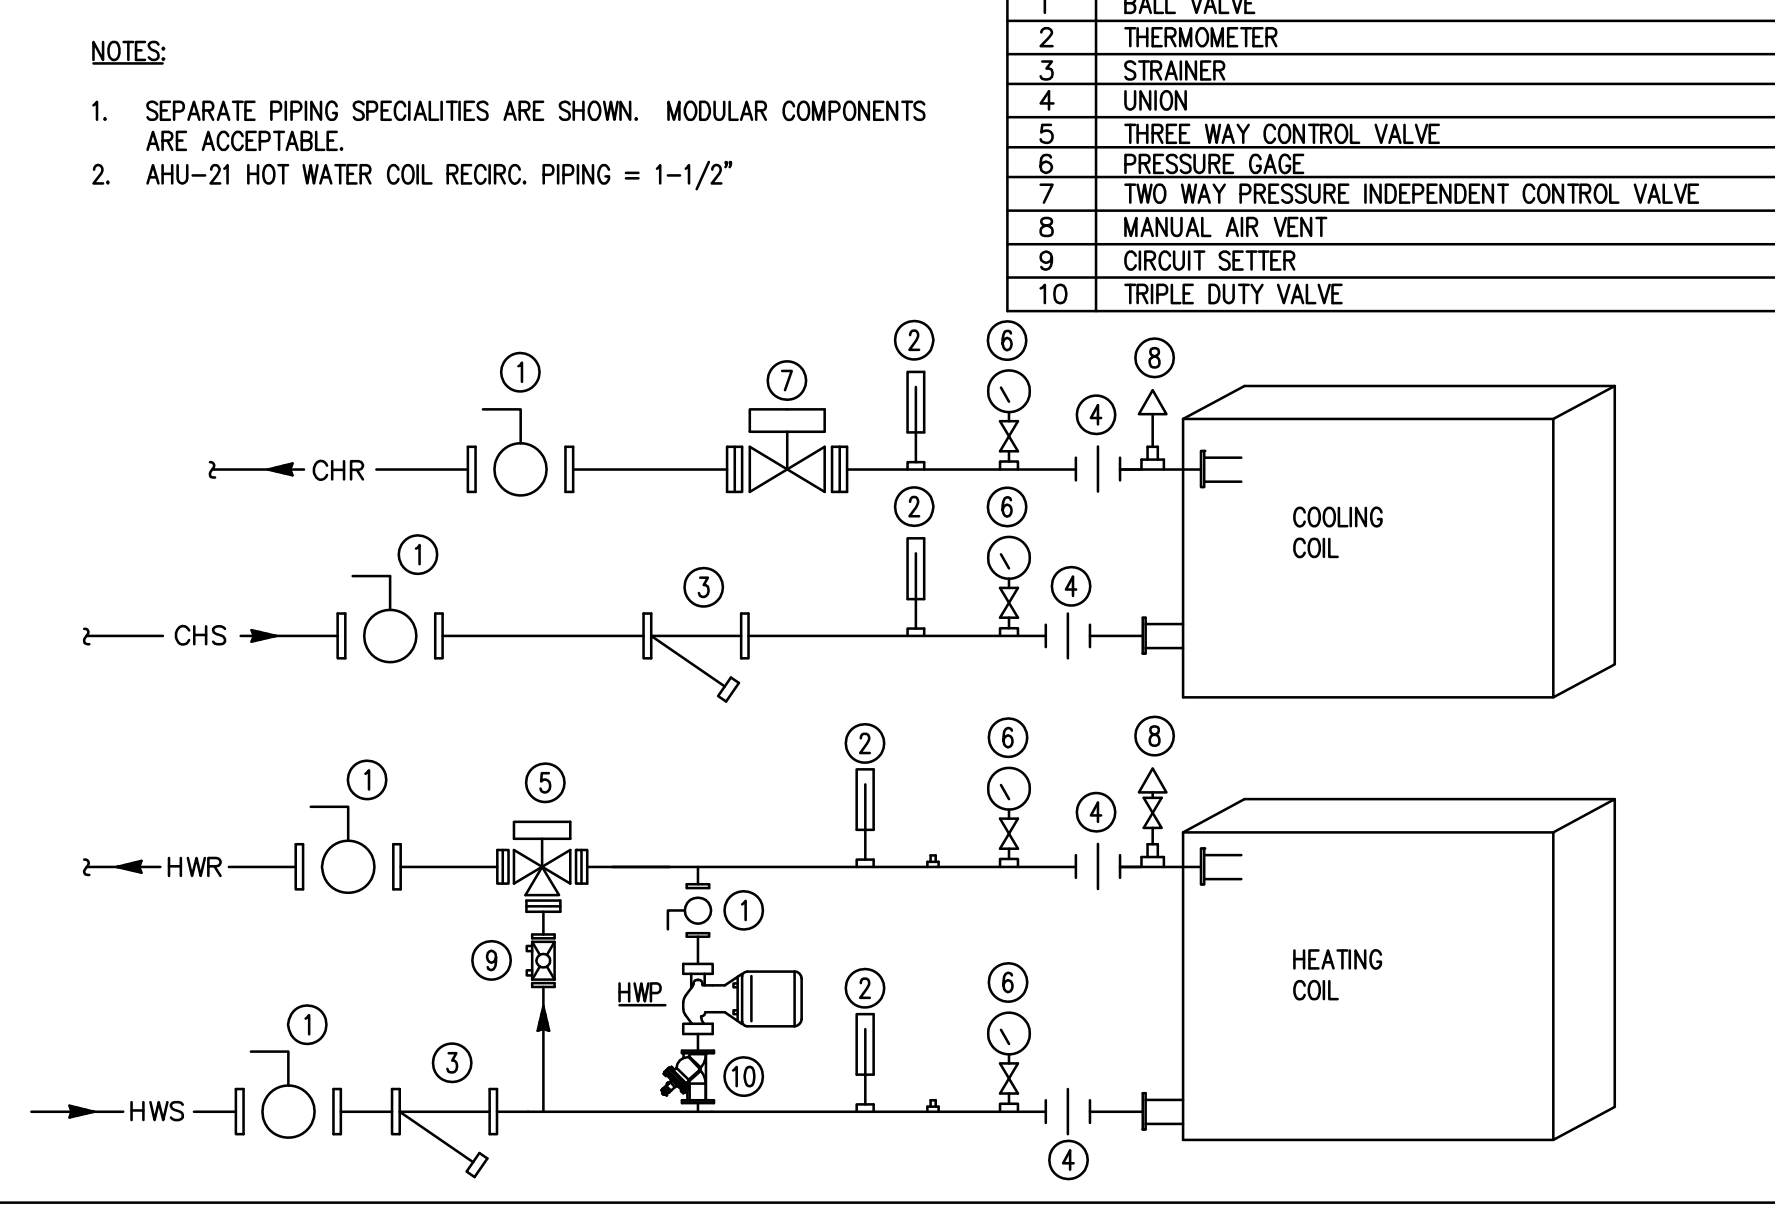 NOTES:
1. SEPARATE PIPING SPECIALITIES ARE SHOWN. MODULAR COMPONENTS
ARE ACCEPTABLE.
2. AHU-21 HOT WATER COIL RECIRC. PIPING = 1-1/2"
1 BALL VALVE
2 THERMOMETER
3 STRAINER
4 UNION
5 THREE WAY CONTROL VALVE
6 PRESSURE GAGE
7 TWO WAY PRESSURE INDEPENDENT CONTROL VALVE
8 MANUAL AIR VENT
9 CIRCUIT SETTER
10 TRIPLE DUTY VALVE
1
7
2
6
4
8
CHR
COOLING
COIL
1
3
2
6
4
CHS
1
5
2
6
4
8
HWR
1
9
HWP
10
HEATING
COIL
1
3
2
6
4
HWS